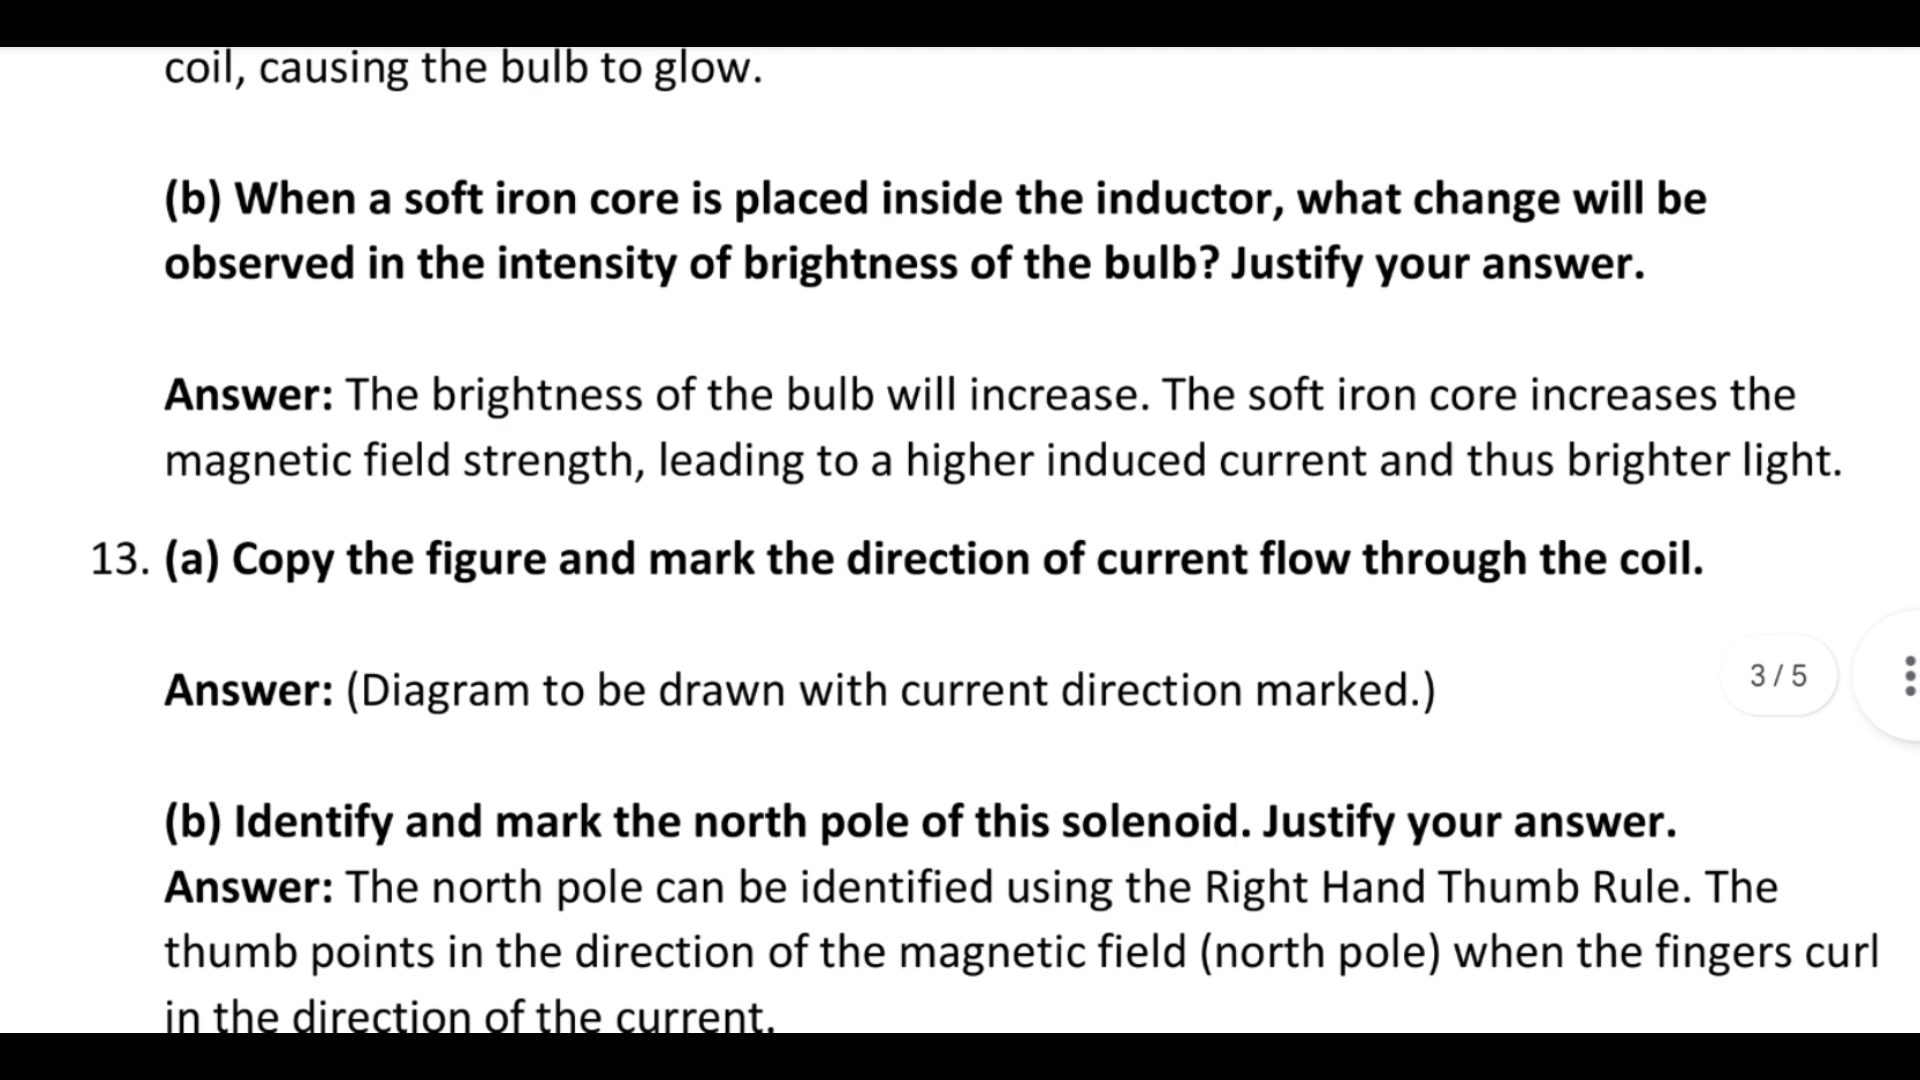 coil, causing the bulb to glow.
(b) When a soft iron core is placed inside the inductor, what change will be
observed in the intensity of brightness of the bulb? Justify your answer.
Answer: The brightness of the bulb will increase. The soft iron core increases the
magnetic field strength, leading to a higher induced current and thus brighter light.
13. (a) Copy the figure and mark the direction of current flow through the coil.
Answer: (Diagram to be drawn with current direction marked.)
3 / 5
(b) Identify and mark the north pole of this solenoid. Justify your answer.
Answer: The north pole can be identified using the Right Hand Thumb Rule. The
thumb points in the direction of the magnetic field (north pole) when the fingers curl
in the direction of the current.